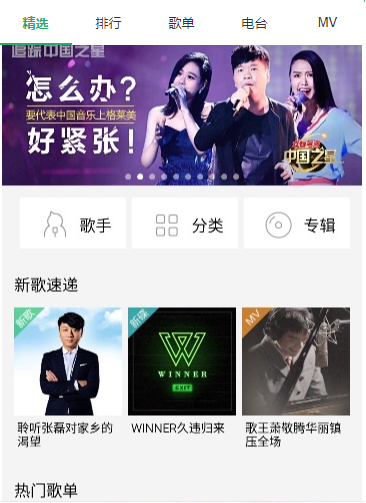 精选
排行
歌单
电台
MV
追踪中国之星
怎么办？
要代表中国音乐上格莱美
好紧张！
中国之星
歌手
分类
专辑
新歌速递
新歌
新碟
WINNER
EXIT
MV
聆听张磊对家乡的
渴望
WINNER久违归来
歌王萧敬腾华丽镇
压全场
热门歌单